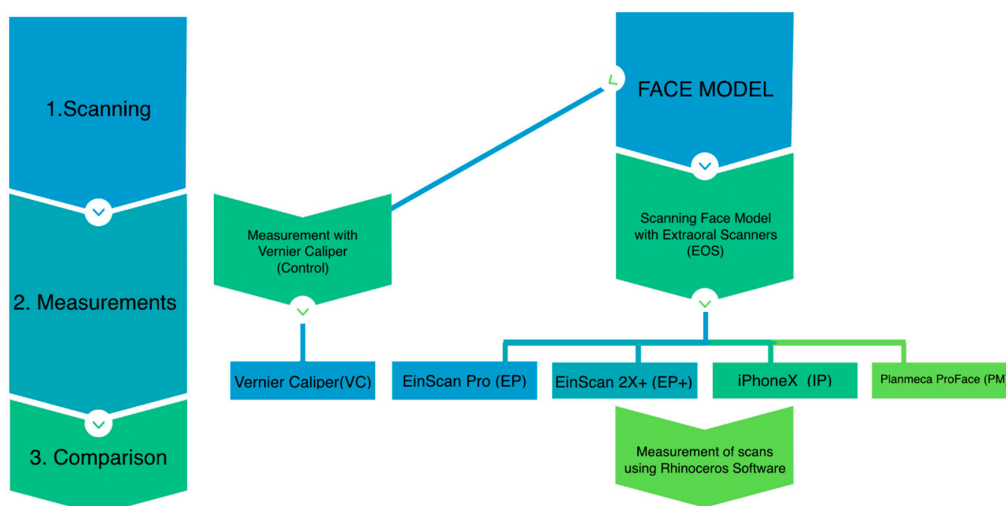 1.Scanning
2. Measurements
3. Comparison
FACE MODEL
Measurement with
Vernier Caliper
(Control)
Scanning Face Model
with Extraoral Scanners
(EOS)
Vernier Caliper(VC)
EinScan Pro (EP)
EinScan 2X+ (EP+)
iPhoneX (IP)
Planmeca ProFace (PM
Measurement of scans
using Rhinoceros Software